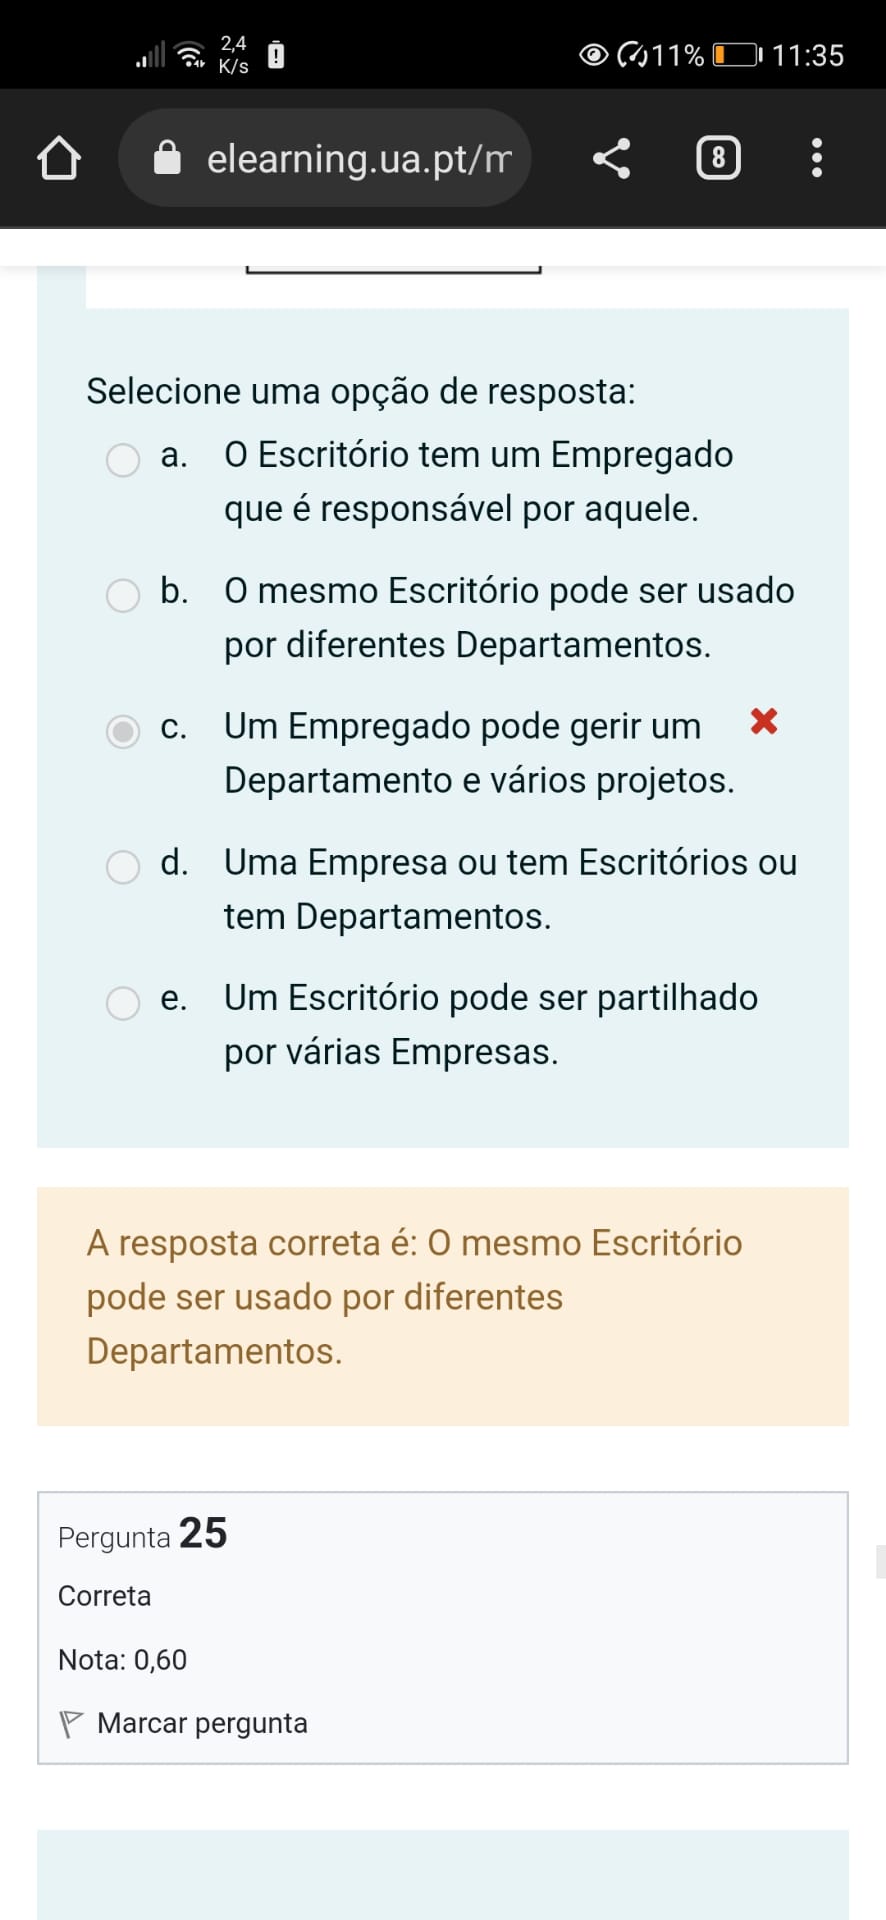 2,4
K/s
11% 11:35
elearning.ua.pt/m
8
Selecione uma opção de resposta:
a. O Escritório tem um Empregado
que é responsável por aquele.
b. O mesmo Escritório pode ser usado
por diferentes Departamentos.
c. Um Empregado pode gerir um
Departamento e vários projetos.
d. Uma Empresa ou tem Escritórios ou
tem Departamentos.
e. Um Escritório pode ser partilhado
por várias Empresas.
A resposta correta é: O mesmo Escritório
pode ser usado por diferentes
Departamentos.
Pergunta 25
Correta
Nota: 0,60
Marcar pergunta